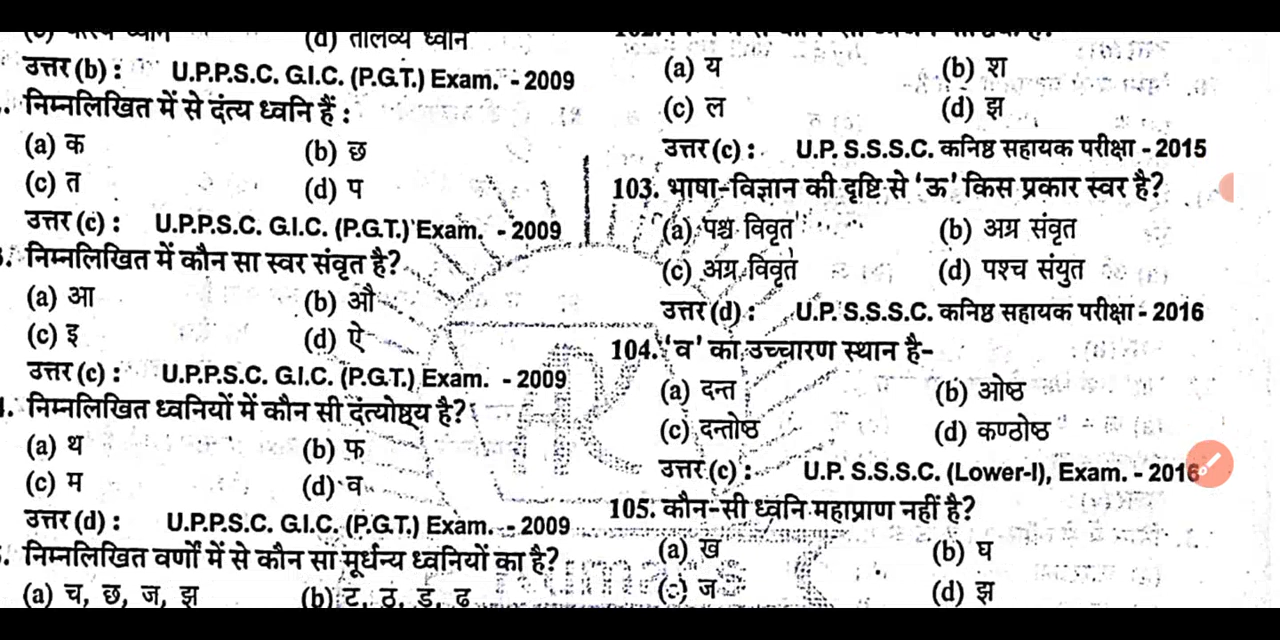 (d) तालव्य ध्वनि
उत्तर (b) : U.P.P.S.C. G.I.C. (P.G.T.) Exam. - 2009
. निम्नलिखित में से दंत्य ध्वनि हैं :
(a) क (b) छ
(c) त (d) प
उत्तर (c) : U.P.P.S.C. G.I.C. (P.G.T.) Exam. - 2009
. निम्नलिखित में कौन सा स्वर संवृत है?
(a) आ (b) औ
(c) इ (d) ऐ
उत्तर (c) : U.P.P.S.C. G.I.C. (P.G.T.) Exam. - 2009
. निम्नलिखित ध्वनियों में कौन सी दंत्योष्ठ्य है?
(a) थ (b) फ
(c) म (d) व
उत्तर (d) : U.P.P.S.C. G.I.C. (P.G.T.) Exam. - 2009
. निम्नलिखित वर्णों में से कौन सा मूर्धन्य ध्वनियों का है?
(a) च, छ, ज, झ (b) ट, ठ, ड, ढ
(a) य (b) श
(c) ल (d) झ
उत्तर (c) : U.P. S.S.S.C. कनिष्ठ सहायक परीक्षा - 2015
103. भाषा-विज्ञान की दृष्टि से 'ऊ' किस प्रकार स्वर है?
(a) पश्च विवृत (b) अग्र संवृत
(c) अग्र विवृत (d) पश्च संयुत
उत्तर (d) : U.P. S.S.S.C. कनिष्ठ सहायक परीक्षा - 2016
104. 'व' का उच्चारण स्थान है-
(a) दन्त (b) ओष्ठ
(c) दन्तोष्ठ (d) कण्ठोष्ठ
उत्तर (c) : U.P. S.S.S.C. (Lower-I), Exam. - 2016
105. कौन-सी ध्वनि महाप्राण नहीं है?
(a) ख (b) घ
(c) ज (d) झ